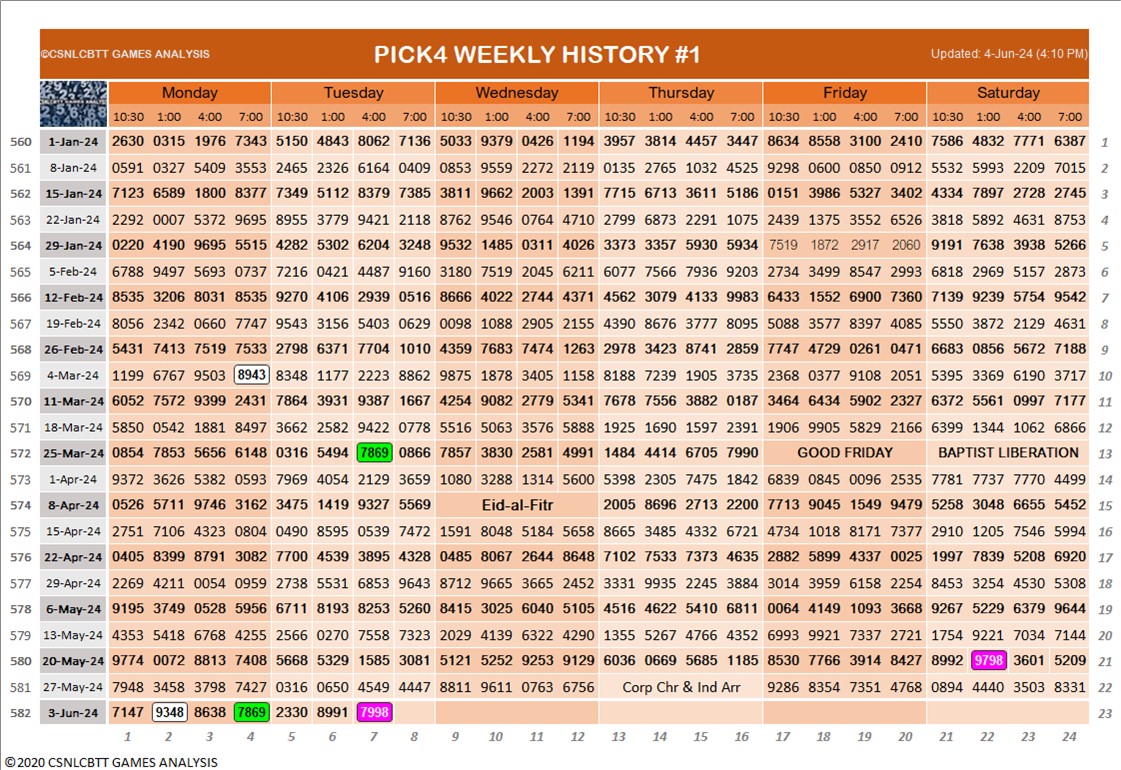 ©CSNLCBTT GAMES ANALYSIS PICK4 WEEKLY HISTORY #1 Updated: 4-Jun-24 (4:10 PM)
Monday Tuesday Wednesday Thursday Friday Saturday
10:30 1:00 4:00 7:00 10:30 1:00 4:00 7:00 10:30 1:00 4:00 7:00 10:30 1:00 4:00 7:00 10:30 1:00 4:00 7:00 10:30 1:00 4:00 7:00
560 1-Jan-24 2630 0315 1976 7343 5150 4843 8062 7136 5033 9379 0426 1194 3957 3814 4457 3447 8634 8558 3100 2410 7586 4832 7771 6387 1
561 8-Jan-24 0591 0327 5409 3553 2465 2326 6164 0409 0853 9559 2272 2119 0135 2765 1032 4525 9298 0600 0850 0912 5532 5993 2209 7015 2
562 15-Jan-24 7123 6589 1800 8377 7349 5112 8379 7385 3811 9662 2003 1391 7715 6713 3611 5186 0151 3986 5327 3402 4334 7897 2728 2745 3
563 22-Jan-24 2292 0007 5372 9695 8955 3779 9421 2118 8762 9546 0764 4710 2799 6873 2291 1075 2439 1375 3552 6526 3818 5892 4631 8753 4
564 29-Jan-24 0220 4190 9695 5515 4282 5302 6204 3248 9532 1485 0311 4026 3373 3357 5930 5934 7519 1872 2917 2060 9191 7638 3938 5266 5
565 5-Feb-24 6788 9497 5693 0737 7216 0421 4487 9160 3180 7519 2045 6211 6077 7566 7936 9203 2734 3499 8547 2993 6818 2969 5157 2873 6
566 12-Feb-24 8535 3206 8031 8535 9270 4106 2939 0516 8666 4022 2744 4371 4562 3079 4133 9983 6433 1552 6900 7360 7139 9239 5754 9542 7
567 19-Feb-24 8056 2342 0660 7747 9543 3156 5403 0629 0098 1088 2905 2155 4390 8676 3777 8095 5088 3577 8397 4085 5550 3872 2129 4631 8
568 26-Feb-24 5431 7413 7519 7533 2798 6371 7704 1010 4359 7683 7474 1263 2978 3423 8741 2859 7747 4729 0261 0471 6683 0856 5672 7188 9
569 4-Mar-24 1199 6767 9503 8943 8348 1177 2223 8862 9875 1878 3405 1158 8188 7239 1905 3735 2368 0377 9108 2051 5395 3369 6190 3717 10
570 11-Mar-24 6052 7572 9399 2431 7864 3931 9387 1667 4254 9082 2779 5341 7678 7556 3882 0187 3464 6434 5902 2327 6372 5561 0997 7177 11
571 18-Mar-24 5850 0542 1881 8497 3662 2582 9422 0778 5516 5063 3576 5888 1925 1690 1597 2391 1906 9905 5829 2166 6399 1344 1062 6866 12
572 25-Mar-24 0854 7853 5656 6148 0316 5494 7869 0866 7857 3830 2581 4991 1484 4414 6705 7990 GOOD FRIDAY BAPTIST LIBERATION 13
573 1-Apr-24 9372 3626 5382 0593 7969 4054 2129 3659 1080 3288 1314 5600 5398 2305 7475 1842 6839 0845 0096 2535 7781 7737 7770 4499 14
574 8-Apr-24 0526 5711 9746 3162 3475 1419 9327 5569 Eid-al-Fitr 2005 8696 2713 2200 7713 9045 1549 9479 5258 3048 6655 5452 15
575 15-Apr-24 2751 7106 4323 0804 0490 8595 0539 7472 1591 8048 5184 5658 8665 3485 4332 6721 4734 1018 8171 7377 2910 1205 7546 5994 16
576 22-Apr-24 0405 8399 8791 3082 7700 4539 3895 4328 0485 8067 2644 8648 7102 7533 7373 4635 2882 5899 4337 0025 1997 7839 5208 6920 17
577 29-Apr-24 2269 4211 0054 0959 2738 5531 6853 9643 8712 9665 3665 2452 3331 9935 2245 3884 3014 3959 6158 2254 8453 3254 4530 5308 18
578 6-May-24 9195 3749 0528 5956 6711 8193 8253 5260 8415 3025 6040 5105 4516 4622 5410 6811 0064 4149 1093 3668 9267 5229 6379 9644 19
579 13-May-24 4353 5418 6768 4255 2566 0270 7558 7323 2029 4139 6322 4290 1355 5267 4766 4352 6993 9921 7337 2721 1754 9221 7034 7144 20
580 20-May-24 9774 0072 8813 7408 5668 5329 1585 3081 5121 5252 9253 9129 6036 0669 5685 1185 8530 7766 3914 8427 8992 9798 3601 5209 21
581 27-May-24 7948 3458 3798 7427 0316 0650 4549 4447 8811 9611 0763 6756 Corp Chr & Ind Arr 9286 8354 7351 4768 0894 4440 3503 8331 22
582 3-Jun-24 7147 9348 8638 7869 2330 8991 7998 23
1 2 3 4 5 6 7 8 9 10 11 12 13 14 15 16 17 18 19 20 21 22 23 24
©2020 CSNLCBTT GAMES ANALYSIS